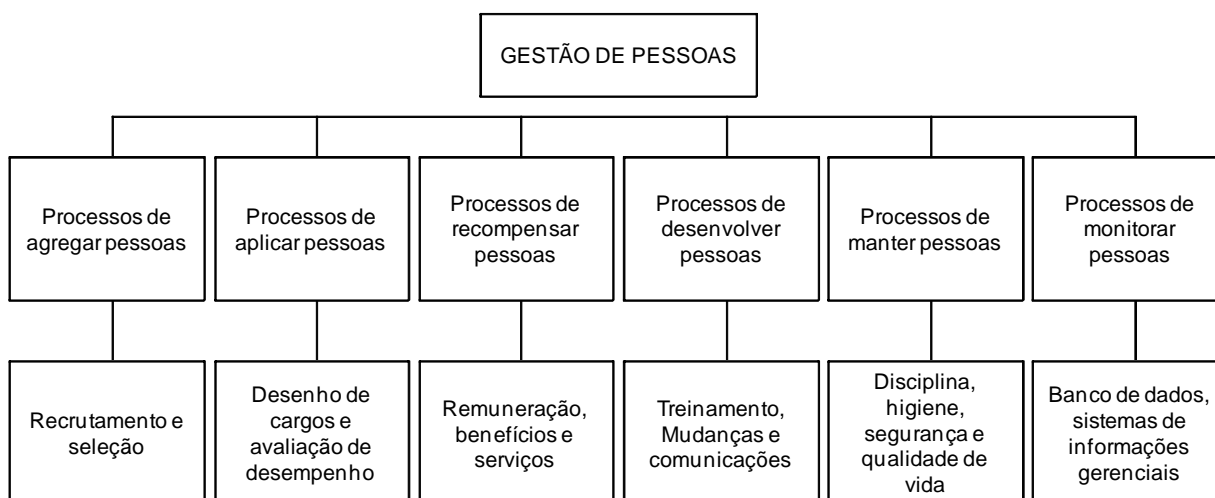 GESTÃO DE PESSOAS
Processos de
agregar pessoas
Processos de
aplicar pessoas
Processos de
recompensar
pessoas
Processos de
desenvolver
pessoas
Processos de
manter pessoas
Processos de
monitorar
pessoas
Recrutamento e
seleção
Desenho de
cargos e
avaliação de
desempenho
Remuneração,
benefícios e
serviços
Treinamento,
Mudanças e
comunicações
Disciplina,
higiene,
segurança e
qualidade de
vida
Banco de dados,
sistemas de
informações
gerenciais